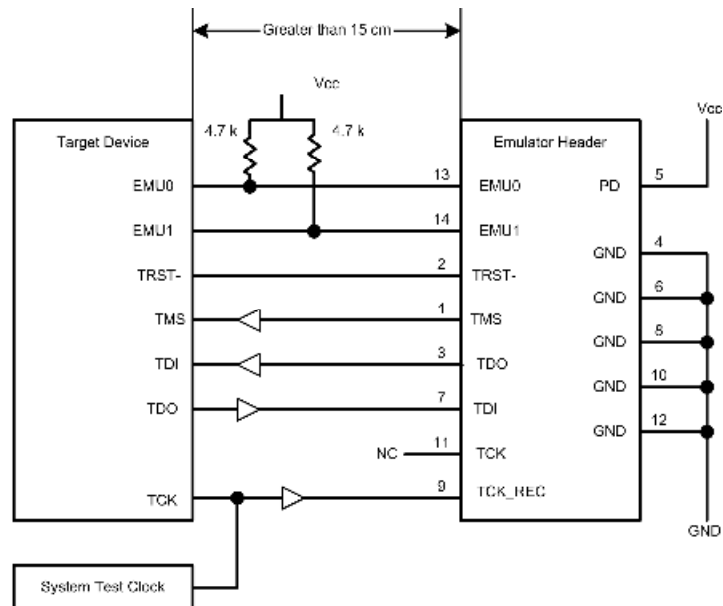 Greater than 15 cm
Vcc
Vcc
4.7 k
4.7 k
Target Device
Emulator Header
EMU0
13
EMU0
PD
5
EMU1
14
EMU1
GND
4
TRST-
2
TRST-
GND
6
TMS
1
TMS
GND
8
TDI
3
TDO
GND
10
TDO
7
TDI
GND
12
NC
11
TCK
TCK
9
TCK_REC
GND
System Test Clock